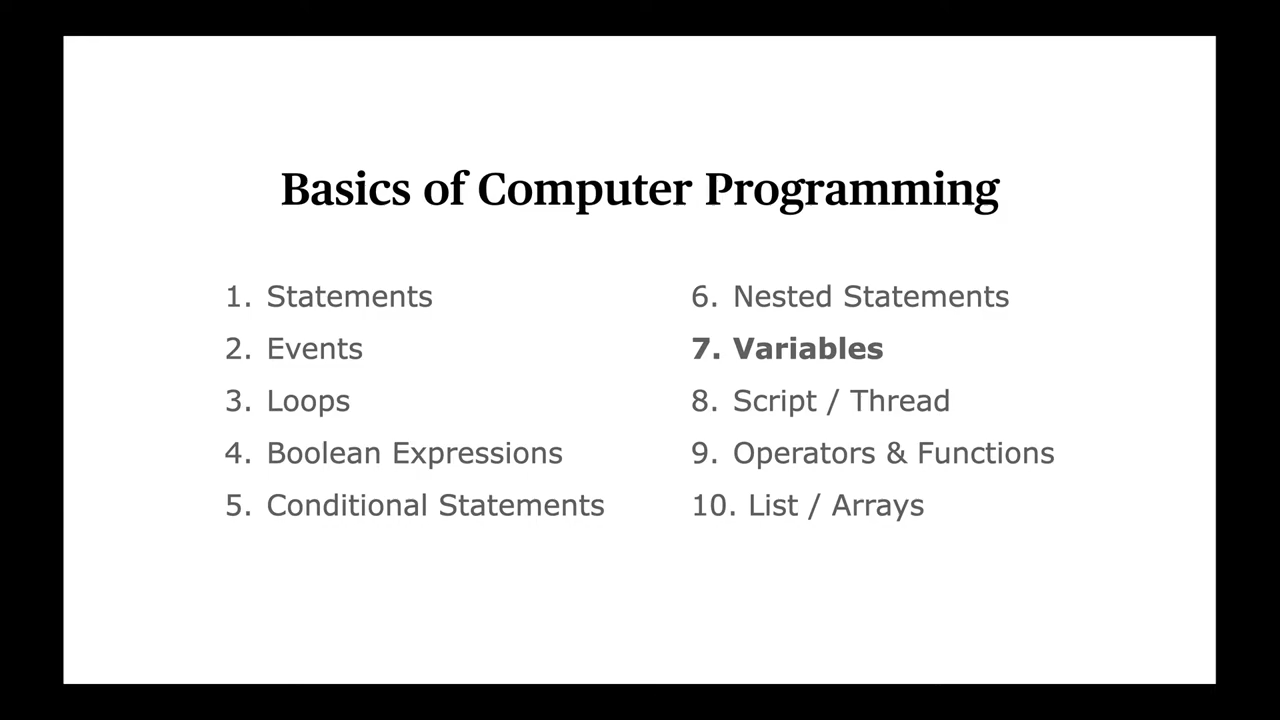 Basics of Computer Programming
1. Statements
2. Events
3. Loops
4. Boolean Expressions
5. Conditional Statements
6. Nested Statements
7. Variables
8. Script / Thread
9. Operators & Functions
10. List / Arrays